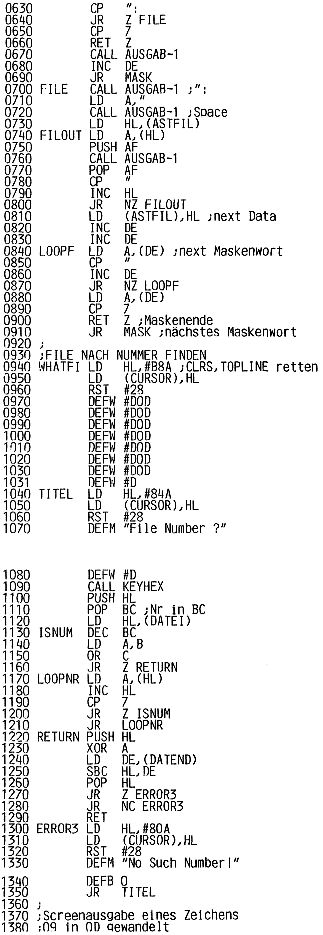 0630        CP   ":
0640        JR   Z FILE
0650        CP   7
0660        RET  Z
0670        CALL AUSGAB-1
0680        INC  DE
0690        JR   MASK
0700 FILE   CALL AUSGAB-1 ;":
0710        LD   A,"
0720        CALL AUSGAB-1 ;Space
0730        LD   HL,(ASTFIL)
0740 FILOUT LD   A,(HL)
0750        PUSH AF
0760        CALL AUSGAB-1
0770        POP  AF
0780        CP   "
0790        INC  HL
0800        JR   NZ FILOUT
0810        LD   (ASTFIL),HL ;next Data
0820        INC  DE
0830        INC  DE
0840 LOOPF  LD   A,(DE) ;next Maskenwort
0850        CP   "
0860        INC  DE
0870        JR   NZ LOOPF
0880        LD   A,(DE)
0890        CP   7
0900        RET  Z ;Maskenende
0910        JR   MASK ;nächstes Maskenwort
0920 ;
0930 ;FILE NACH NUMMER FINDEN
0940 WHATFI LD   HL,#B8A ;CLRS,TOPLINE retten
0950        LD   (CURSOR),HL
0960        RST  #28
0970        DEFW #DOD
0980        DEFW #DOD
0990        DEFW #DOD
1000        DEFW #DOD
1010        DEFW #DOD
1020        DEFW #DOD
1030        DEFW #DOD
1031        DEFW #D
1040 TITEL  LD   HL,#84A
1050        LD   (CURSOR),HL
1060        RST  #28
1070        DEFM "File Number ?"
1080        DEFW #D
1090        CALL KEYHEX
1100        PUSH HL
1110        POP  BC ;Nr in BC
1120        LD   HL,(DATEI)
1130 ISNUM  DEC  BC
1140        LD   A,B
1150        OR   C
1160        JR   Z RETURN
1170 LOOPNR LD   A,(HL)
1180        INC  HL
1190        CP   7
1200        JR   Z ISNUM
1210        JR   LOOPNR
1220 RETURN PUSH HL
1230        XOR  A
1240        LD   DE,(DATEND)
1250        SBC  HL,DE
1260        POP  HL
1270        JR   Z ERROR3
1280        JR   NC ERROR3
1290        RET
1300 ERROR3 LD   HL,#80A
1310        LD   (CURSOR),HL
1320        RST  #28
1330        DEFM "No Such Number!"
1340        DEFB 0
1350        JR   TITEL
1360 ;
1370 ;Screenausgabe eines Zeichens
1380 ;09 in OD gewandelt